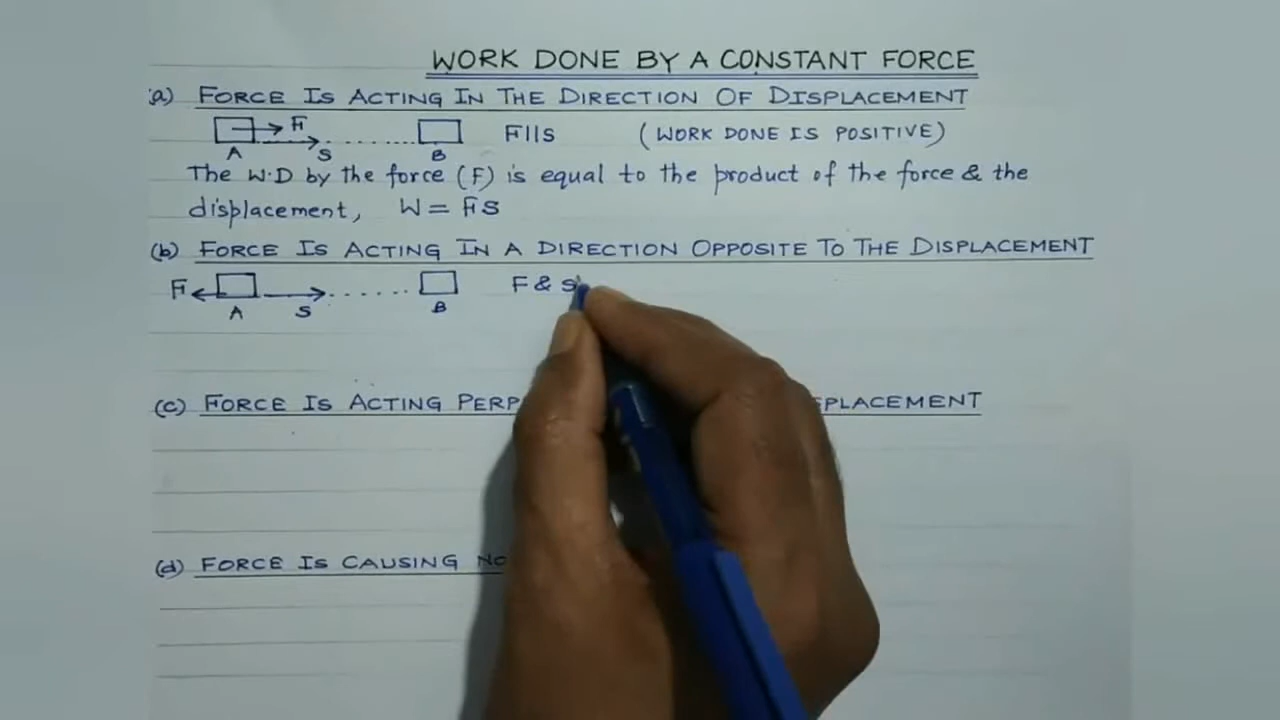 WORK DONE BY A CONSTANT FORCE
(a) FORCE IS ACTING IN THE DIRECTION OF DISPLACEMENT
F
A S B F||s (WORK DONE IS POSITIVE)
The W.D by the force (F) is equal to the product of the force & the
displacement, W = FS
(b) FORCE IS ACTING IN A DIRECTION OPPOSITE TO THE DISPLACEMENT
F F & S
A S B
(c) FORCE IS ACTING
(d) FORCE IS CAUSING